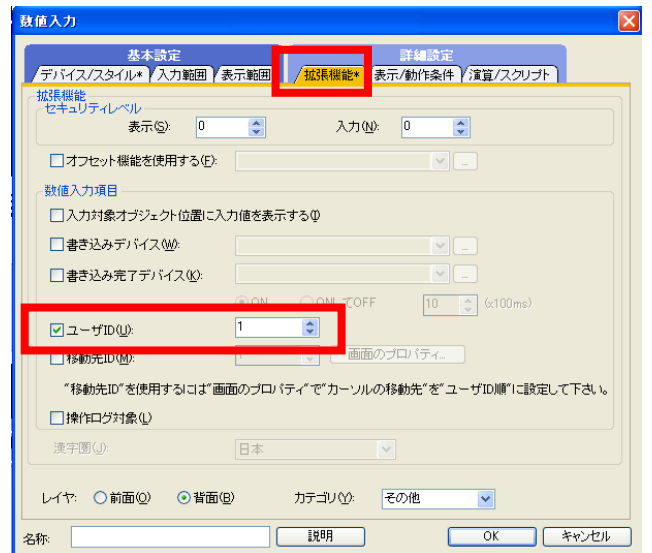 数値入力
基本設定 詳細設定
デバイス/スタイル* 入力範囲 表示範囲 拡張機能* 表示/動作条件 演算/スクリプト
拡張機能
セキュリティレベル
表示(S): 0 入力(N): 0
オフセット機能を使用する(F): ...
数値入力項目
入力対象オブジェクト位置に入力値を表示する(I)
書き込みデバイス(W): ...
書き込み完了デバイス(K): ...
ON してOFF 10 (x100ms)
ユーザID(U): 1
移動先ID(M): 画面のプロパティ...
"移動先ID"を使用するには"画面のプロパティ"で"カーソルの移動先"を"ユーザID順"に設定して下さい。
操作ログ対象(L)
漢字圏(J): 日本
レイヤ: 前面(O) 背面(B) カテゴリ(Y): その他
名称: 説明 OK キャンセル